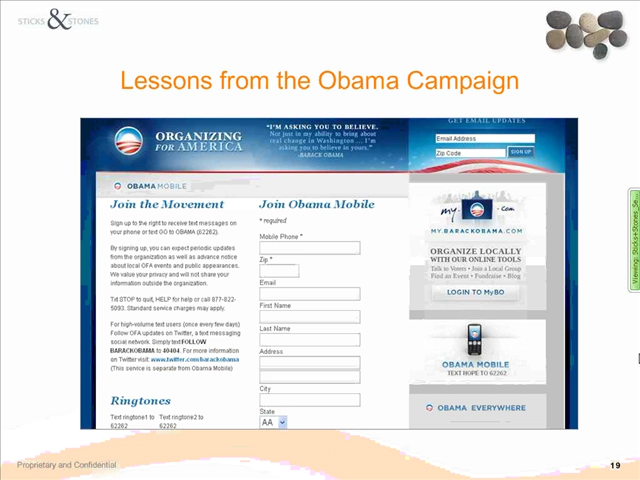 STICKS & STONES
Lessons from the Obama Campaign
ORGANIZING
FOR AMERICA
"I'M ASKING YOU TO BELIEVE.
Not just in my ability to bring about
real change in Washington ... I'm
asking you to believe in yours."
-BARACK OBAMA
GET EMAIL UPDATES
Email Address
Zip Code
SIGN UP
OBAMA MOBILE
Join the Movement
Sign up to the right to receive text messages on
your phone or text GO to OBAMA (62262).
By signing up, you can expect periodic updates
from the organization as well as advance notice
about local OFA events and public appearances.
We value your privacy and will not share your
information outside the organization.
Txt STOP to quit, HELP for help or call 877-822-
5093. Standard service charges may apply.
For high-volume text users (once every few days)
Follow OFA updates on Twitter, a text messaging
social network. Simply text FOLLOW
BARACKOBAMA to 40404. For more information
on Twitter visit: www.twitter.com/barackobama
(This service is separate from Obama Mobile)
Ringtones
Text ringtone1 to
62262
Text ringtone2 to
62262
Join Obama Mobile
* required
Mobile Phone *
Zip *
Email
First Name
Last Name
Address
City
State
AA
my .com
MY.BARACKOBAMA.COM
ORGANIZE LOCALLY
WITH OUR ONLINE TOOLS
Talk to Voters • Join a Local Group
Find an Event • Fundraise • Blog
LOGIN TO MyBO
OBAMA MOBILE
TEXT HOPE TO 62262
OBAMA EVERYWHERE
Viewing: Sticks+Stones_Se...
Proprietary and Confidential
19